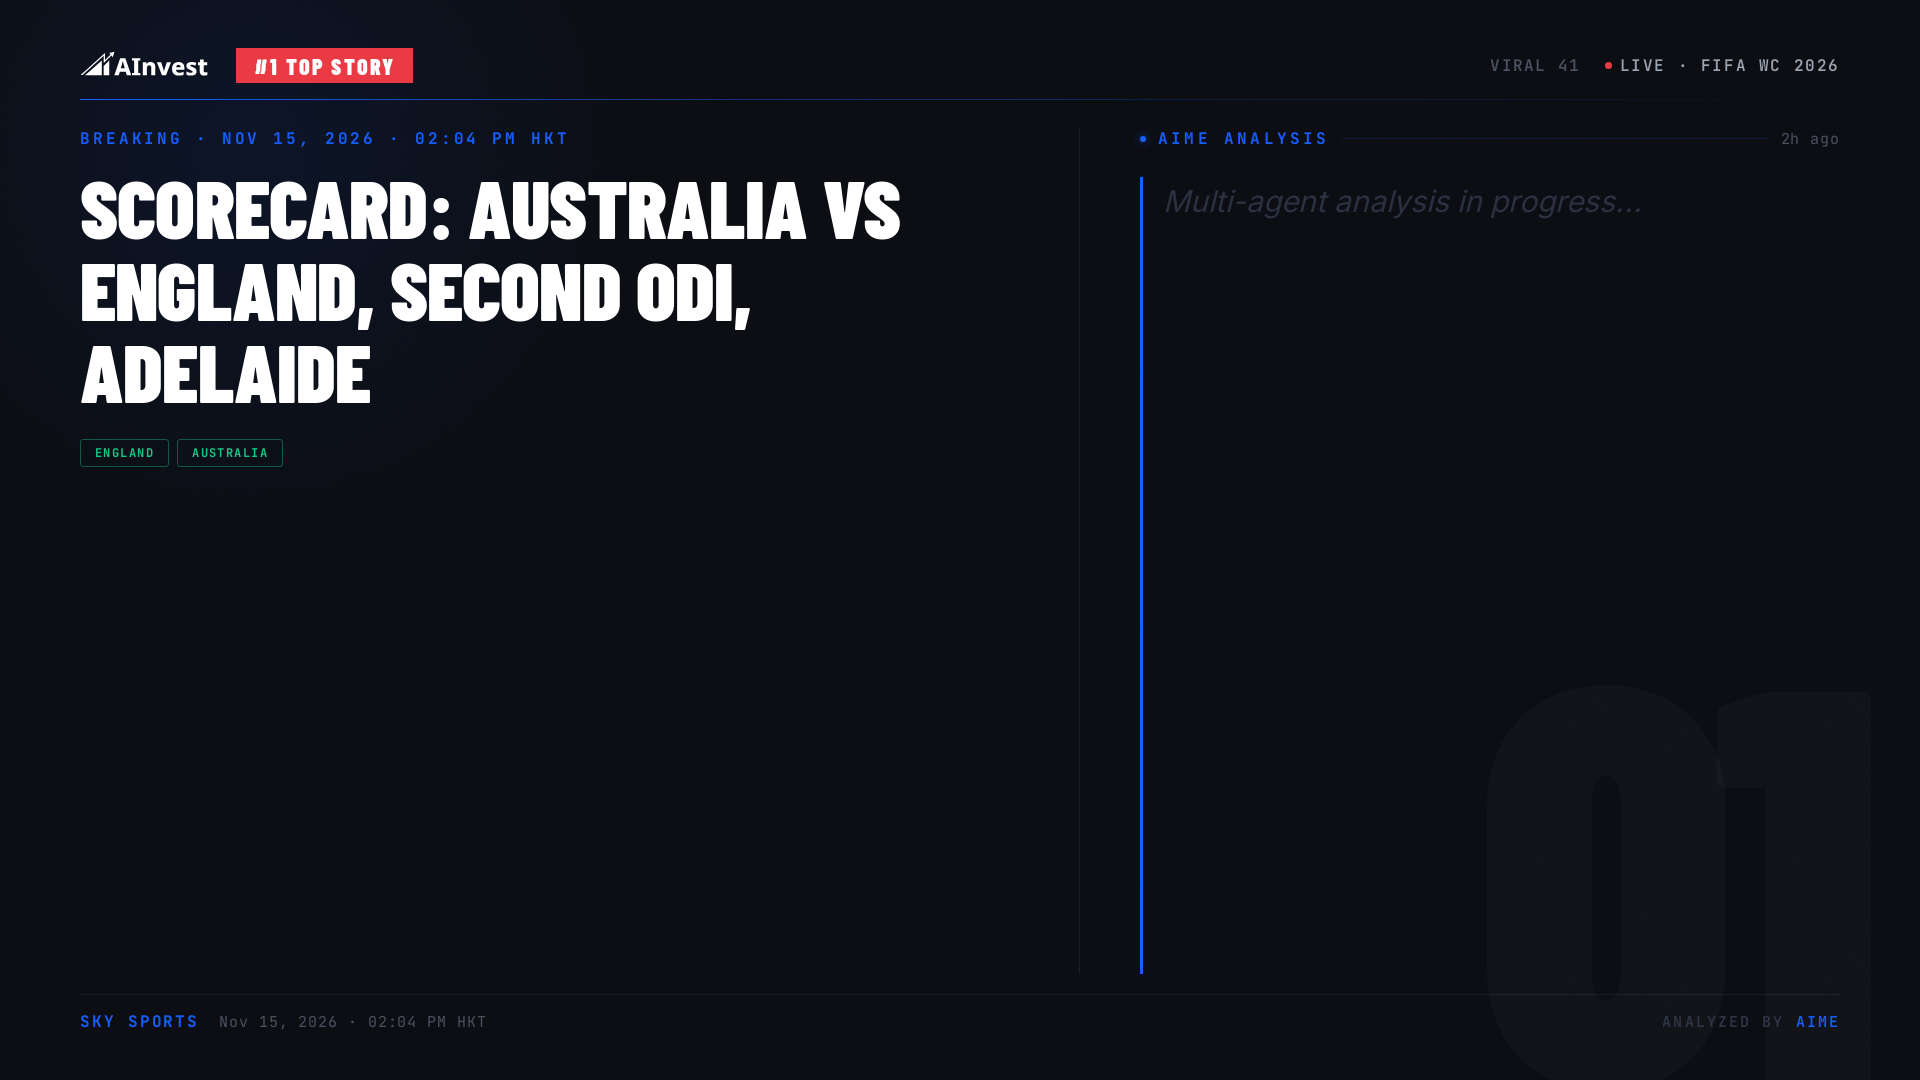 AInvest
#1 TOP STORY
VIRAL 41
LIVE · FIFA WC 2026
BREAKING · NOV 15, 2026 · 02:04 PM HKT
SCORECARD: AUSTRALIA VS
ENGLAND, SECOND ODI,
ADELAIDE
ENGLAND
AUSTRALIA
AIME ANALYSIS
2h ago
Multi-agent analysis in progress...
01
SKY SPORTS
Nov 15, 2026 · 02:04 PM HKT
ANALYZED BY AIME